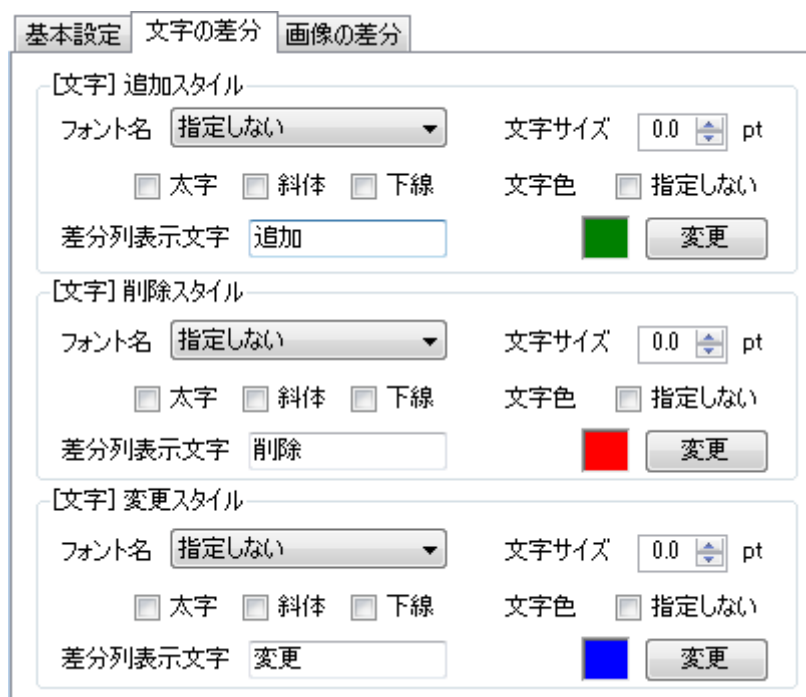 基本設定 文字の差分 画像の差分
[文字] 追加スタイル
フォント名 指定しない 文字サイズ 0.0 pt
太字 斜体 下線 文字色 指定しない
差分列表示文字 追加 変更
[文字] 削除スタイル
フォント名 指定しない 文字サイズ 0.0 pt
太字 斜体 下線 文字色 指定しない
差分列表示文字 削除 変更
[文字] 変更スタイル
フォント名 指定しない 文字サイズ 0.0 pt
太字 斜体 下線 文字色 指定しない
差分列表示文字 変更 変更